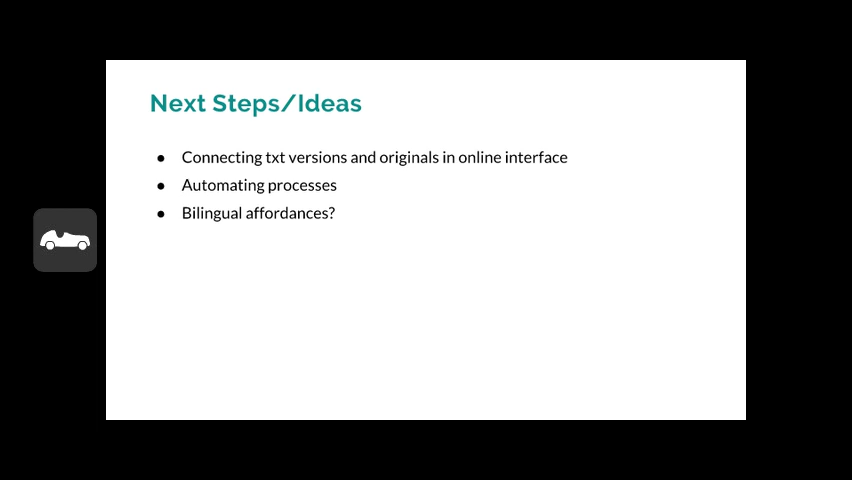 Next Steps/Ideas
● Connecting txt versions and originals in online interface
● Automating processes
● Bilingual affordances?